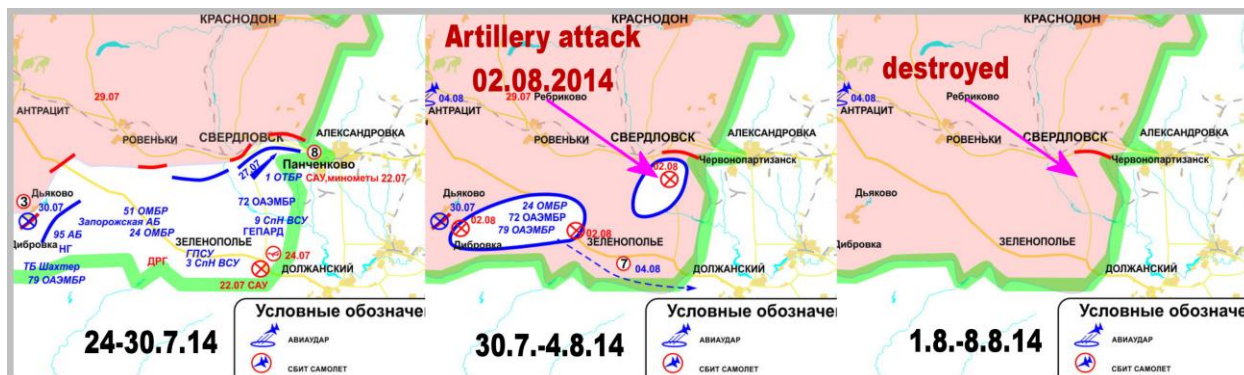 КРАСНОДОН
29.07
АНТРАЦИТ
РОВЕНЬКИ
СВЕРДЛОВСК
АЛЕКСАНДРОВКА
8
Панченково
27.07
1 ОТБР САУ,минометы 22.07
Дьяково
3
30.07
72 ОАЭМБР
51 ОМБР
Запорожская АБ
24 ОМБР
9 СпН ВСУ
ГЕПАРД
95 АБ
Дибровка
НГ
ЗЕЛЕНОПОЛЬЕ
ГПСУ
3 СпН ВСУ
24.07
ТБ Шахтер
ДРГ
ДОЛЖАНСКИЙ
79 ОАЭМБР
22.07 САУ
24-30.7.14
Условные обозначе
АВИАУДАР
СБИТ САМОЛЕТ
КРАСНОДОН
Artillery attack
02.08.2014
04.08
29.07
Ребриково
АНТРАЦИТ
РОВЕНЬКИ
СВЕРДЛОВСК
АЛЕКСАНДРОВКА
Червонопартизанск
02.08
Дьяково
30.07
02.08
24 ОМБР
72 ОАЭМБР
79 ОАЭМБР
02.08
Дибровка
ЗЕЛЕНОПОЛЬЕ
7
04.08
ДОЛЖАНСКИЙ
30.7.-4.8.14
Условные обозначе
АВИАУДАР
СБИТ САМОЛЕТ
КРАСНОДОН
destroyed
04.08
Ребриково
АНТРАЦИТ
РОВЕНЬКИ
СВЕРДЛОВСК
АЛЕКСАНДРОВКА
Червонопартизанск
Дьяково
Дибровка
ЗЕЛЕНОПОЛЬЕ
ДОЛЖАНСКИЙ
1.8.-8.8.14
Условные обозначе
АВИАУДАР
СБИТ САМОЛЕТ